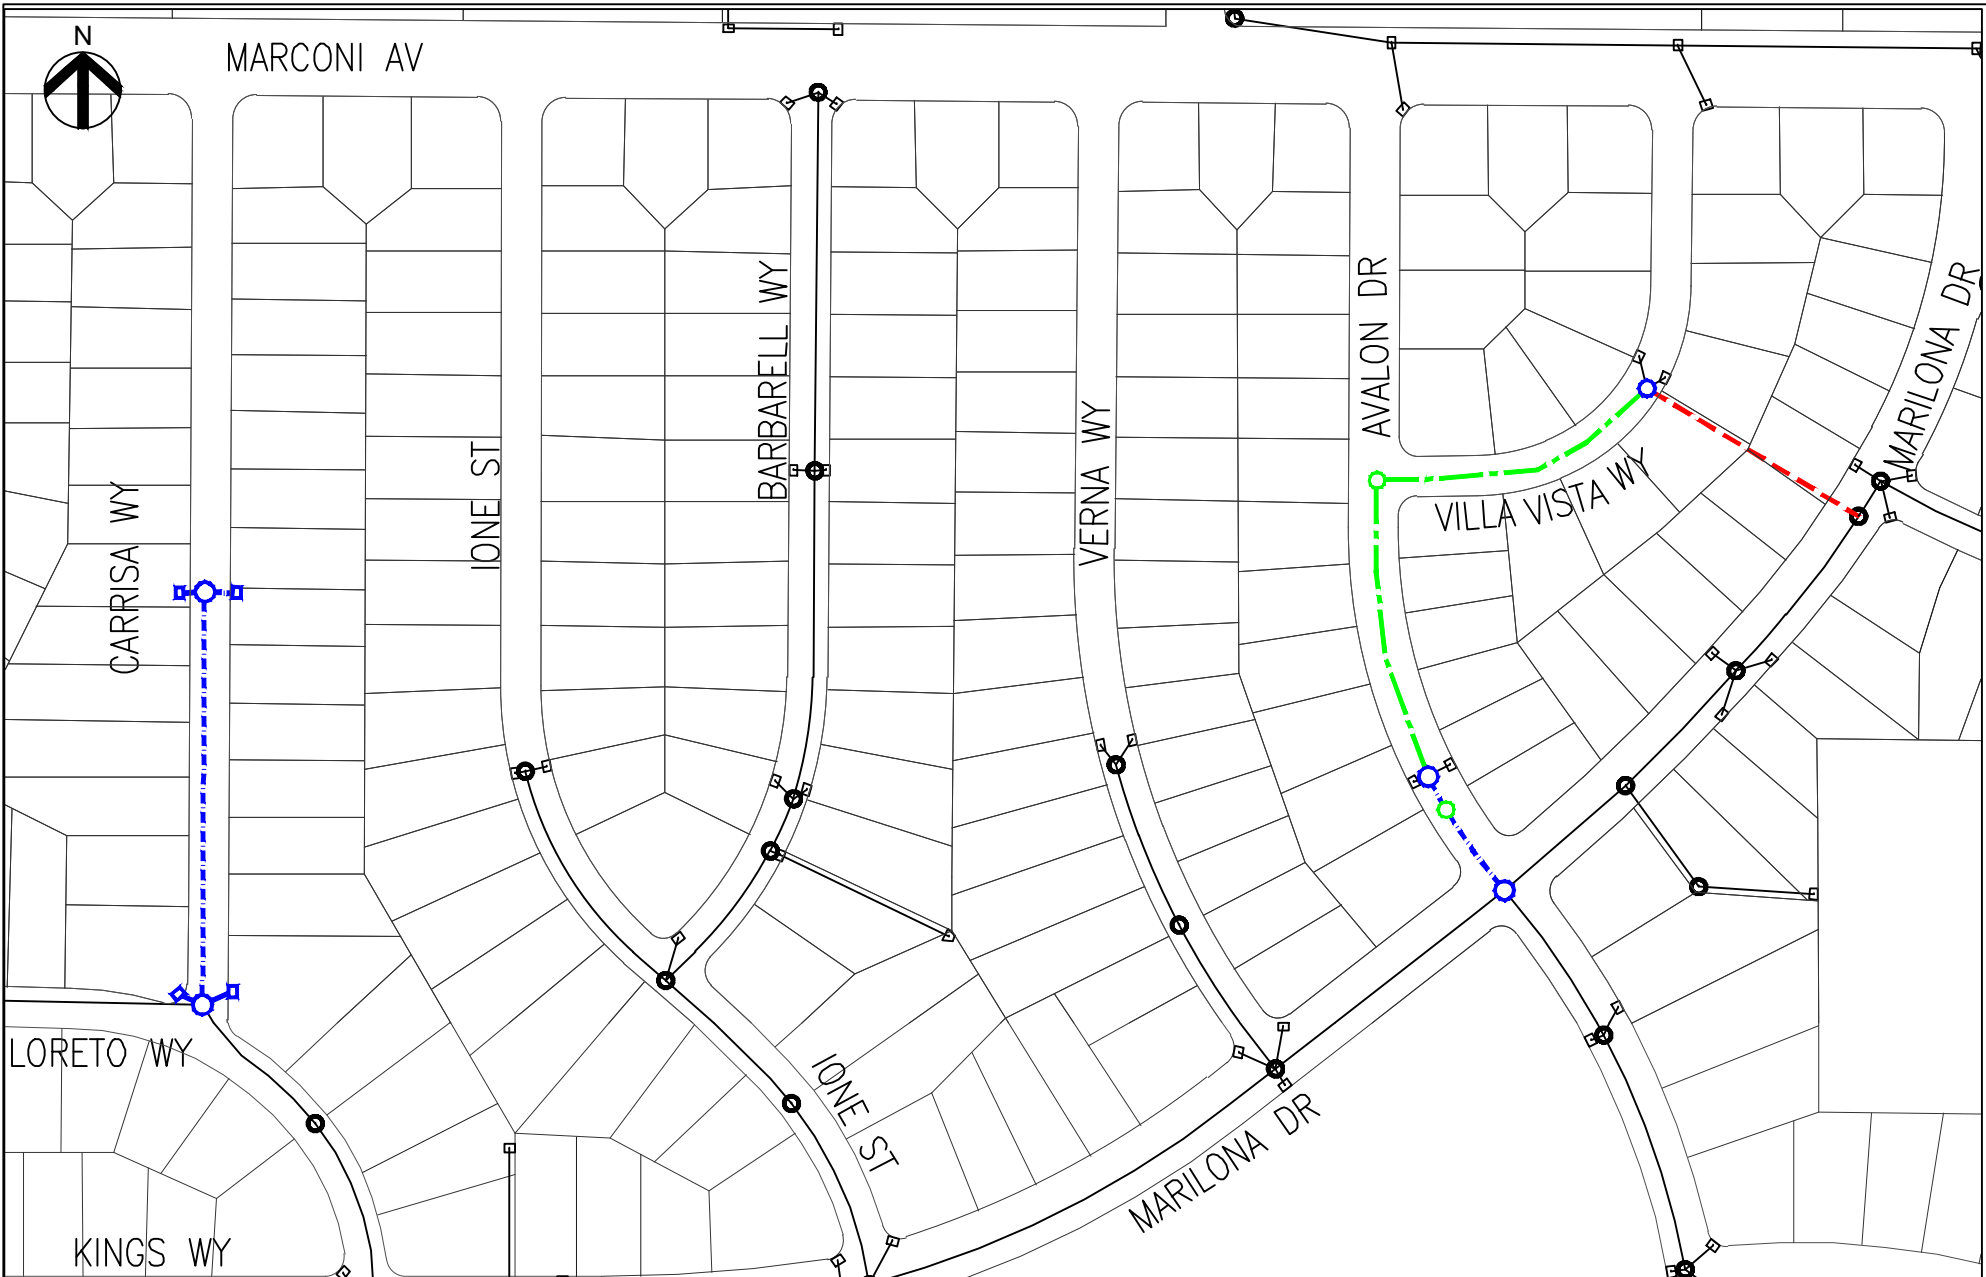 N
MARCONI AV
MARILONA DR
AVALON DR
BARBARELL WY
VERNA WY
IONE ST
VILLA VISTA WY
CARRISA WY
LORETO WY
IONE ST
MARILONA DR
KINGS WY